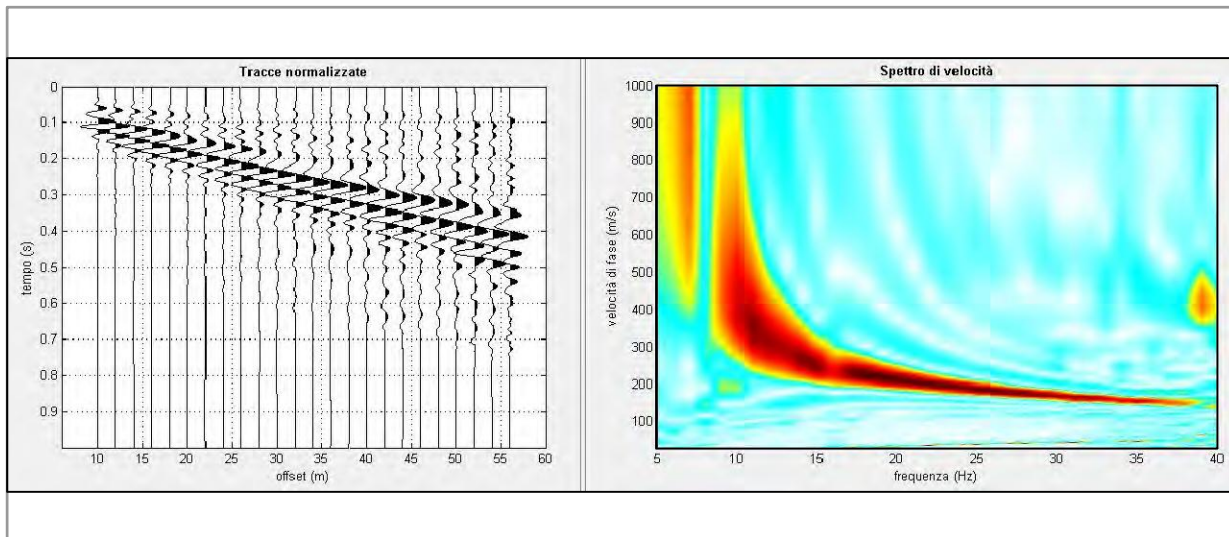 Tracce normalizzate
0
0.1
0.2
0.3
0.4
0.5
0.6
0.7
0.8
0.9
tempo (s)
10 15 20 25 30 35 40 45 50 55 60
offset (m)
Spettro di velocità
1000
900
800
700
600
500
400
300
200
100
velocità di fase (m/s)
5 10 15 20 25 30 35 40
frequenza (Hz)